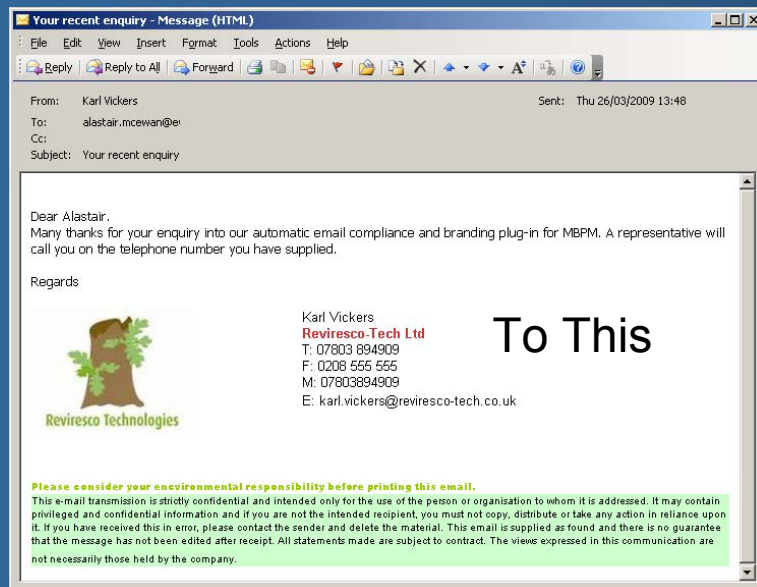 Your recent enquiry - Message (HTML)
File Edit View Insert Format Tools Actions Help
Reply Reply to All Forward
From: Karl Vickers Sent: Thu 26/03/2009 13:48
To: alastair.mcewan@e
Cc:
Subject: Your recent enquiry
Dear Alastair.
Many thanks for your enquiry into our automatic email compliance and branding plug-in for MBPM. A representative will
call you on the telephone number you have supplied.
Regards
Karl Vickers
Reviresco-Tech Ltd
T: 07803 894909
F: 0208 555 555
M: 07803894909
E: karl.vickers@reviresco-tech.co.uk
To This
Reviresco Technologies
Please consider your encvironmental responsibility before printing this email.
This e-mail transmission is strictly confidential and intended only for the use of the person or organisation to whom it is addressed. It may contain
privileged and confidential information and if you are not the intended recipient, you must not copy, distribute or take any action in reliance upon
it. If you have received this in error, please contact the sender and delete the material. This email is supplied as found and there is no guarantee
that the message has not been edited after receipt. All statements made are subject to contract. The views expressed in this communication are
not necessarily those held by the company.